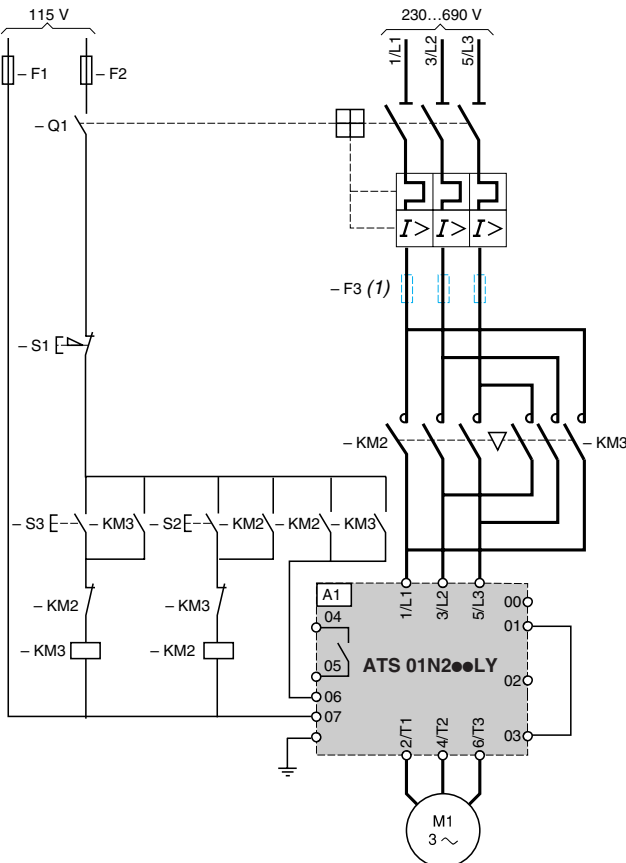 115 V
230...690 V
1/L1
3/L2
5/L3
– F1
– F2
– Q1
I> I> I>
– F3 (1)
– S1
– KM2
– KM3
– S3
– KM3
– S2
– KM2
– KM2
– KM3
– KM2
– KM3
– KM3
– KM2
A1
1/L1
3/L2
5/L3
00
01
04
05
ATS 01N2●●LY
02
06
07
03
2/T1
4/T2
6/T3
M1
3 ~